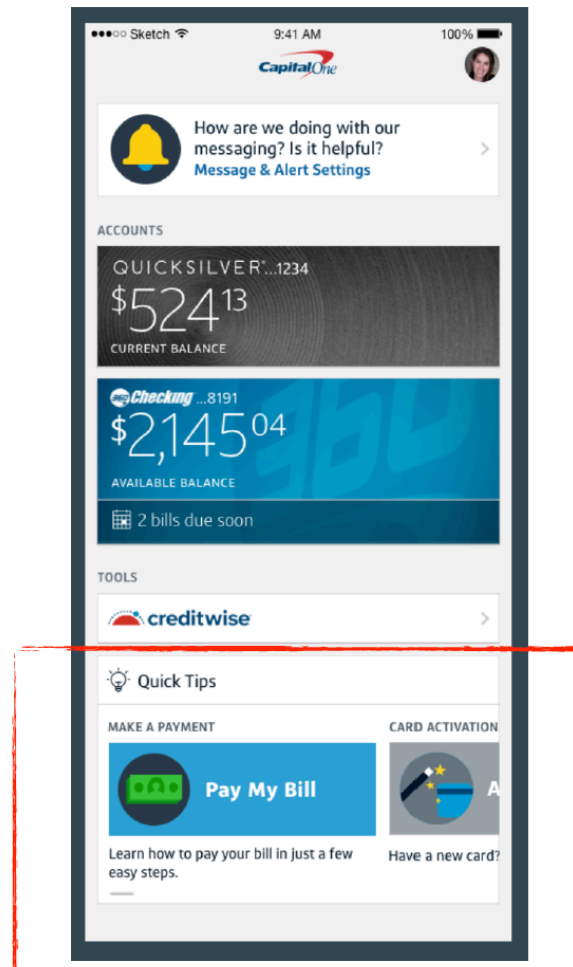 Sketch 9:41 AM 100%
CapitalOne
How are we doing with our
messaging? Is it helpful?
Message & Alert Settings
ACCOUNTS
QUICKSILVER®...1234
$524 13
CURRENT BALANCE
360 Checking ...8191
$2,145 04
360
AVAILABLE BALANCE
2 bills due soon
TOOLS
creditwise
Quick Tips
MAKE A PAYMENT CARD ACTIVATION
Pay My Bill A
Learn how to pay your bill in just a few Have a new card?
easy steps.